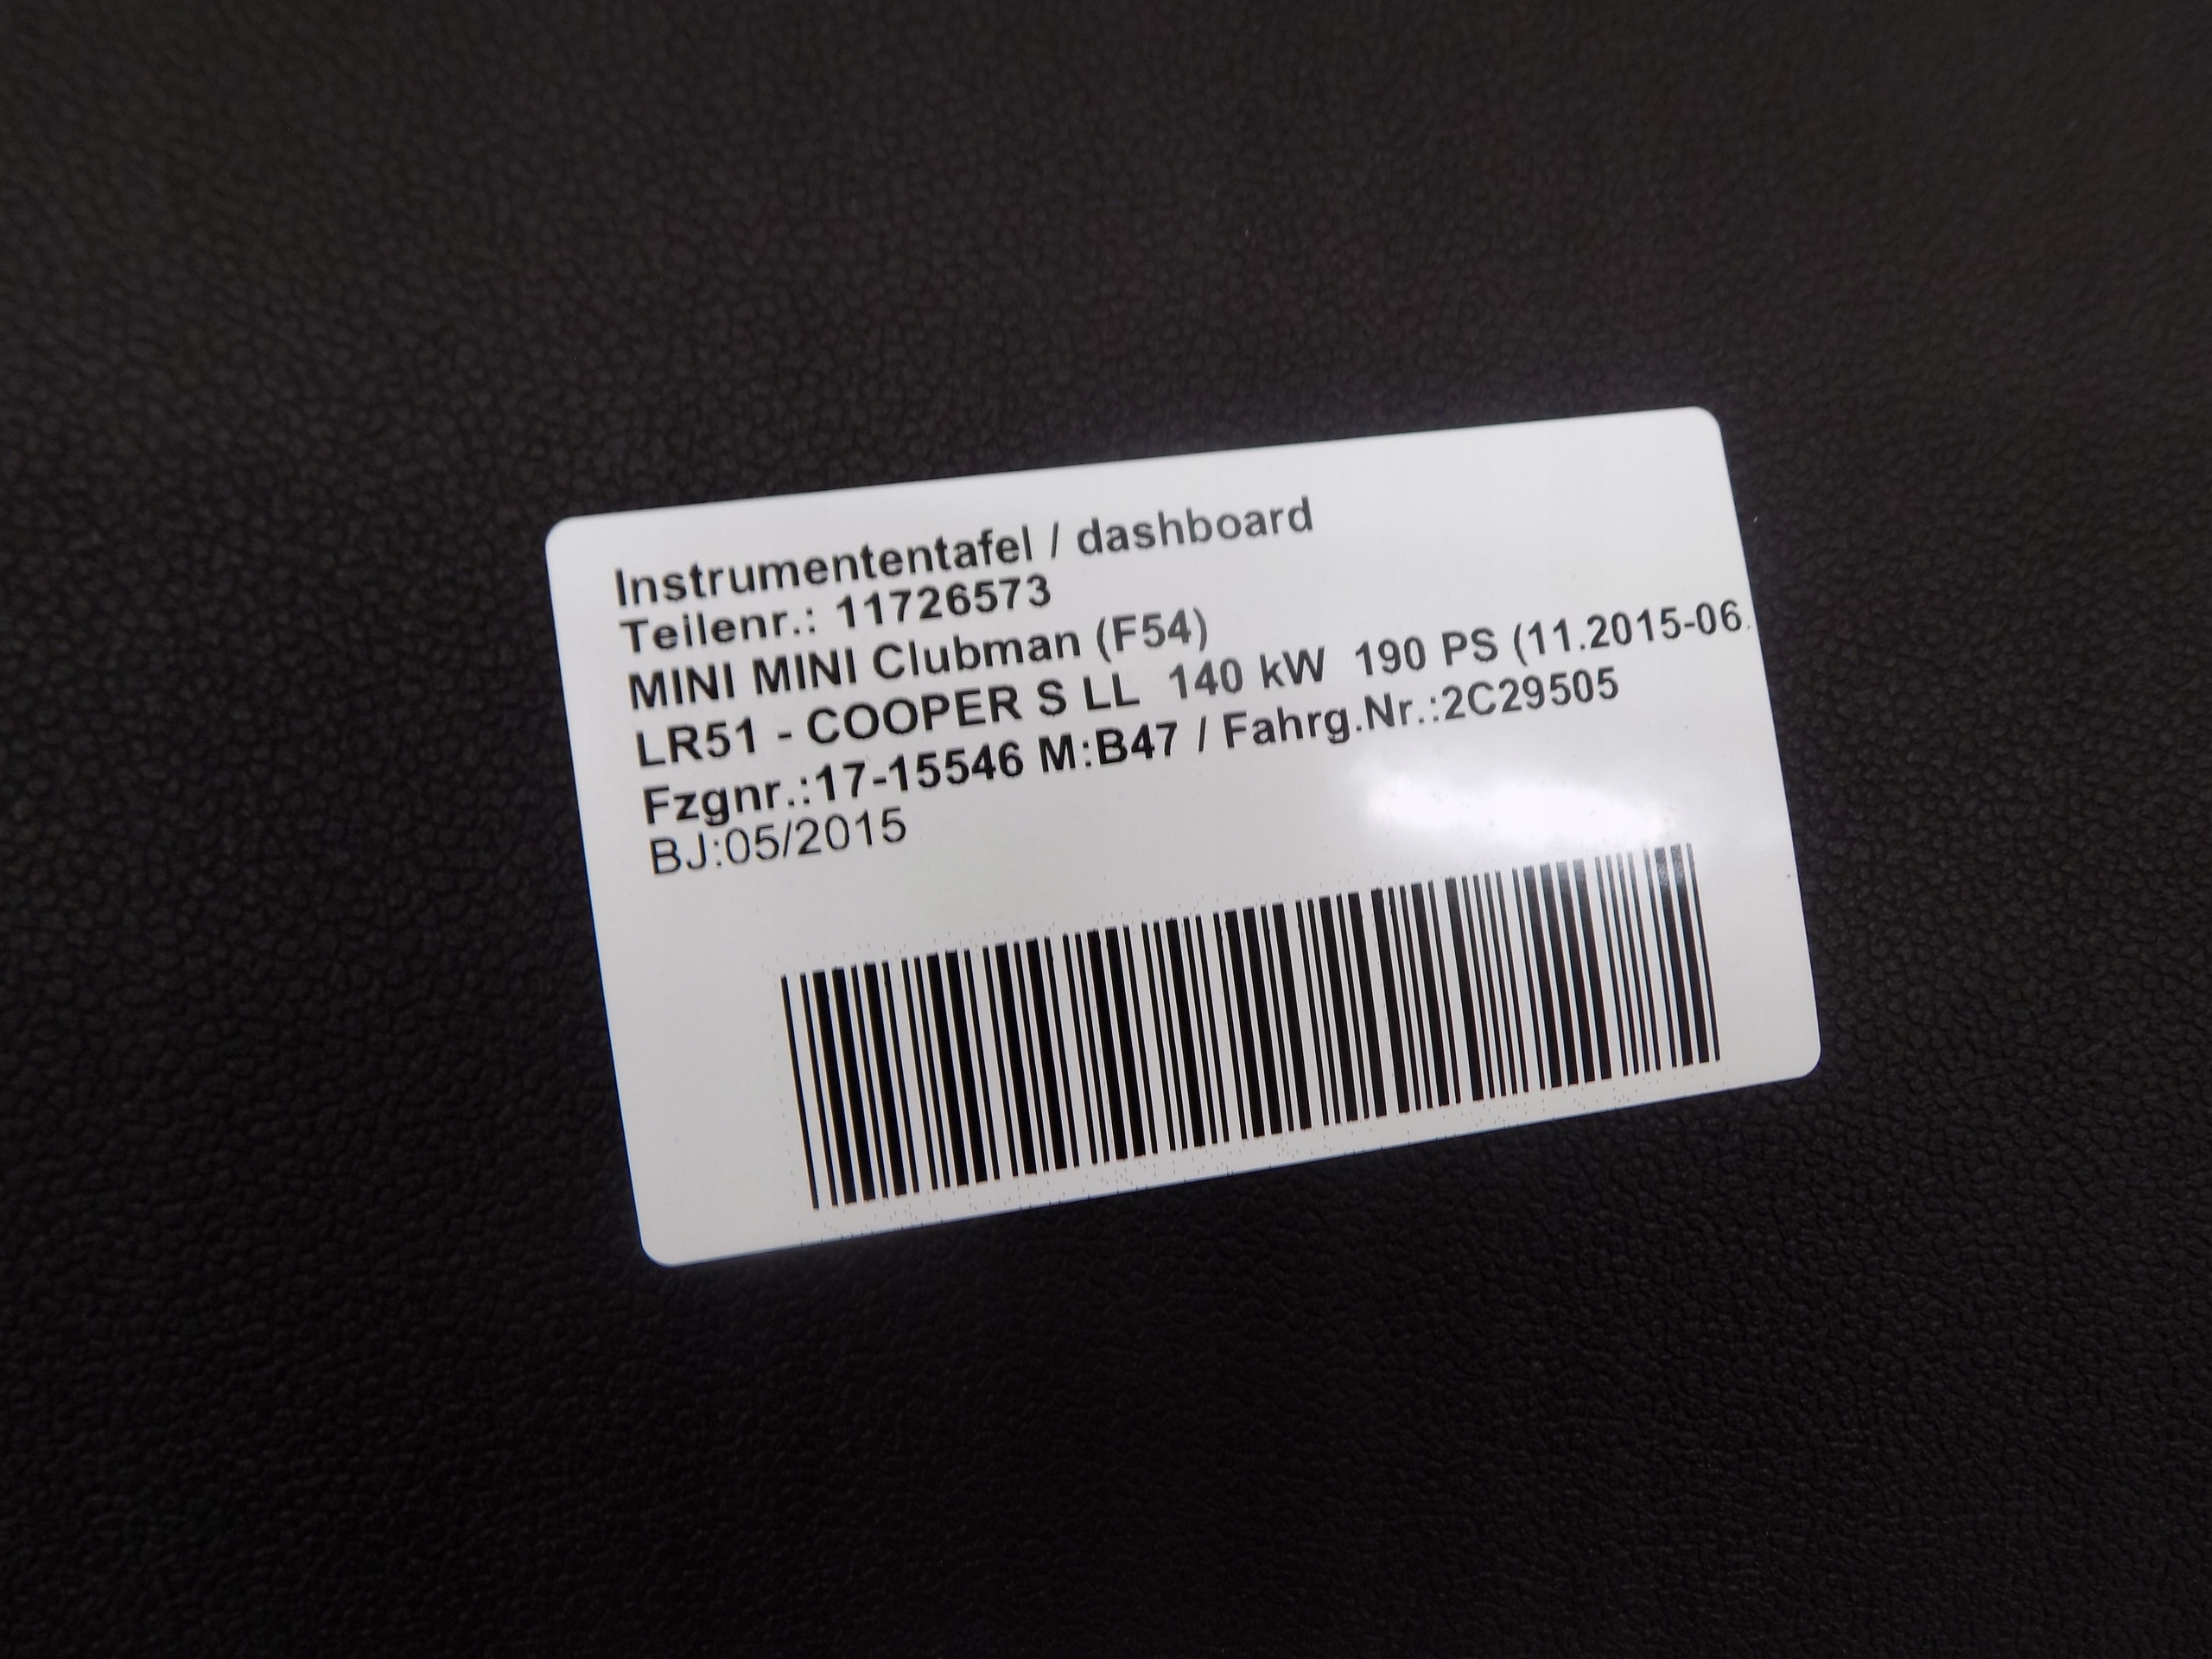 Instrumententafel / dashboard
Teilenr.: 11726573
MINI MINI Clubman (F54)
LR51 - COOPER S LL 140 kW 190 PS (11.2015-06.
Fzgnr.:17-15546 M:B47 / Fahrg.Nr.:2C29505
BJ:05/2015